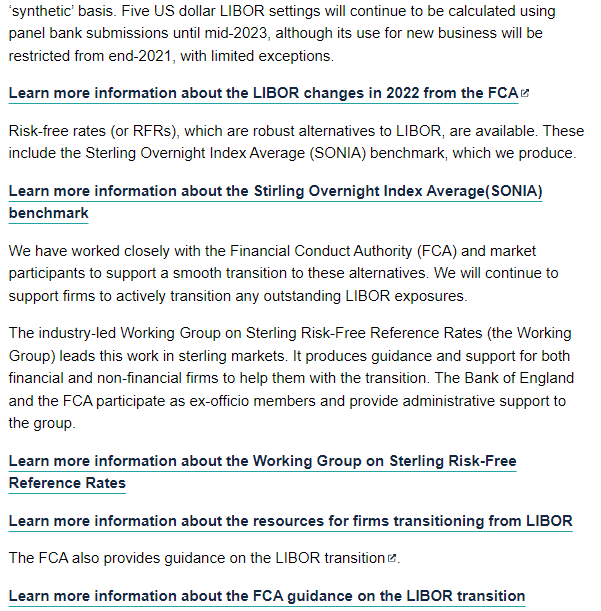 ‘synthetic’ basis. Five US dollar LIBOR settings will continue to be calculated using
panel bank submissions until mid-2023, although its use for new business will be
restricted from end-2021, with limited exceptions.
Learn more information about the LIBOR changes in 2022 from the FCA
Risk-free rates (or RFRs), which are robust alternatives to LIBOR, are available. These
include the Sterling Overnight Index Average (SONIA) benchmark, which we produce.
Learn more information about the Stirling Overnight Index Average(SONIA)
benchmark
We have worked closely with the Financial Conduct Authority (FCA) and market
participants to support a smooth transition to these alternatives. We will continue to
support firms to actively transition any outstanding LIBOR exposures.
The industry-led Working Group on Sterling Risk-Free Reference Rates (the Working
Group) leads this work in sterling markets. It produces guidance and support for both
financial and non-financial firms to help them with the transition. The Bank of England
and the FCA participate as ex-officio members and provide administrative support to
the group.
Learn more information about the Working Group on Sterling Risk-Free
Reference Rates
Learn more information about the resources for firms transitioning from LIBOR
The FCA also provides guidance on the LIBOR transition.
Learn more information about the FCA guidance on the LIBOR transition